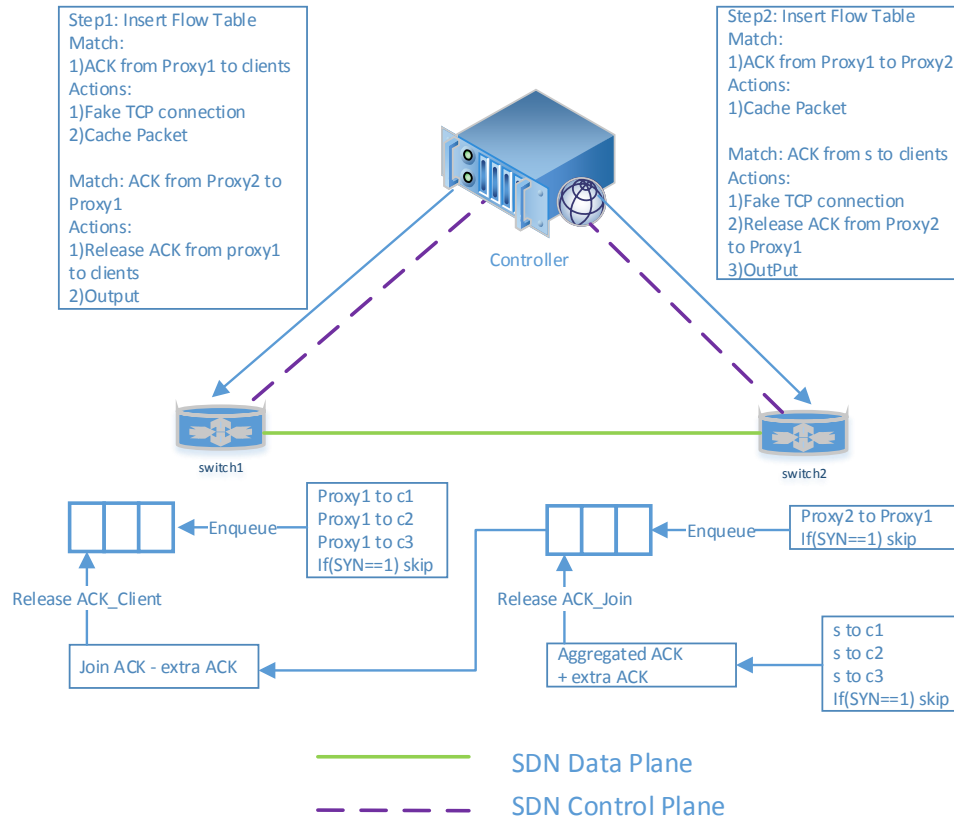 Step1: Insert Flow Table
Match:
1)ACK from Proxy1 to clients
Actions:
1)Fake TCP connection
2)Cache Packet
Match: ACK from Proxy2 to
Proxy1
Actions:
1)Release ACK from proxy1
to clients
2)Output
Step2: Insert Flow Table
Match:
1)ACK from Proxy1 to Proxy2
Actions:
1)Cache Packet
Match: ACK from s to clients
Actions:
1)Fake TCP connection
2)Release ACK from Proxy2
to Proxy1
3)OutPut
Controller
switch1
switch2
Enqueue
Proxy1 to c1
Proxy1 to c2
Proxy1 to c3
If(SYN==1) skip
Enqueue
Proxy2 to Proxy1
If(SYN==1) skip
Release ACK_Client
Release ACK_Join
Join ACK - extra ACK
Aggregated ACK
+ extra ACK
s to c1
s to c2
s to c3
If(SYN==1) skip
SDN Data Plane
SDN Control Plane